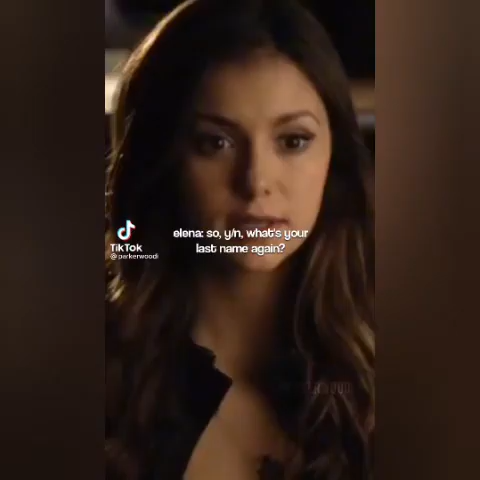 elena: so, y/n, what's your
last name again?
TikTok
@parkerwoodi